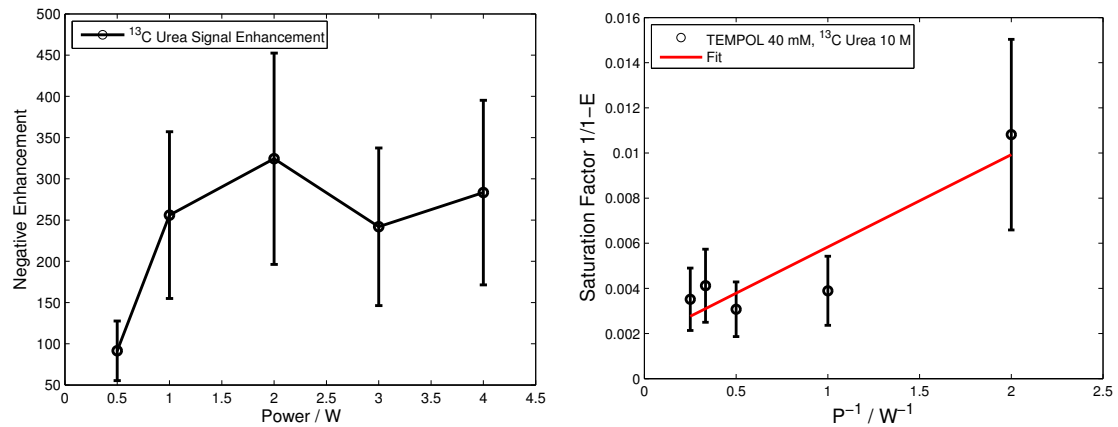 500
450
400
350
300
250
200
150
100
50
Negative Enhancement
¹³C Urea Signal Enhancement
0 0.5 1 1.5 2 2.5 3 3.5 4 4.5
Power / W
0.016
0.014
0.012
0.01
0.008
0.006
0.004
0.002
0
Saturation Factor 1/1−E
TEMPOL 40 mM, ¹³C Urea 10 M
Fit
0 0.5 1 1.5 2 2.5
P⁻¹ / W⁻¹